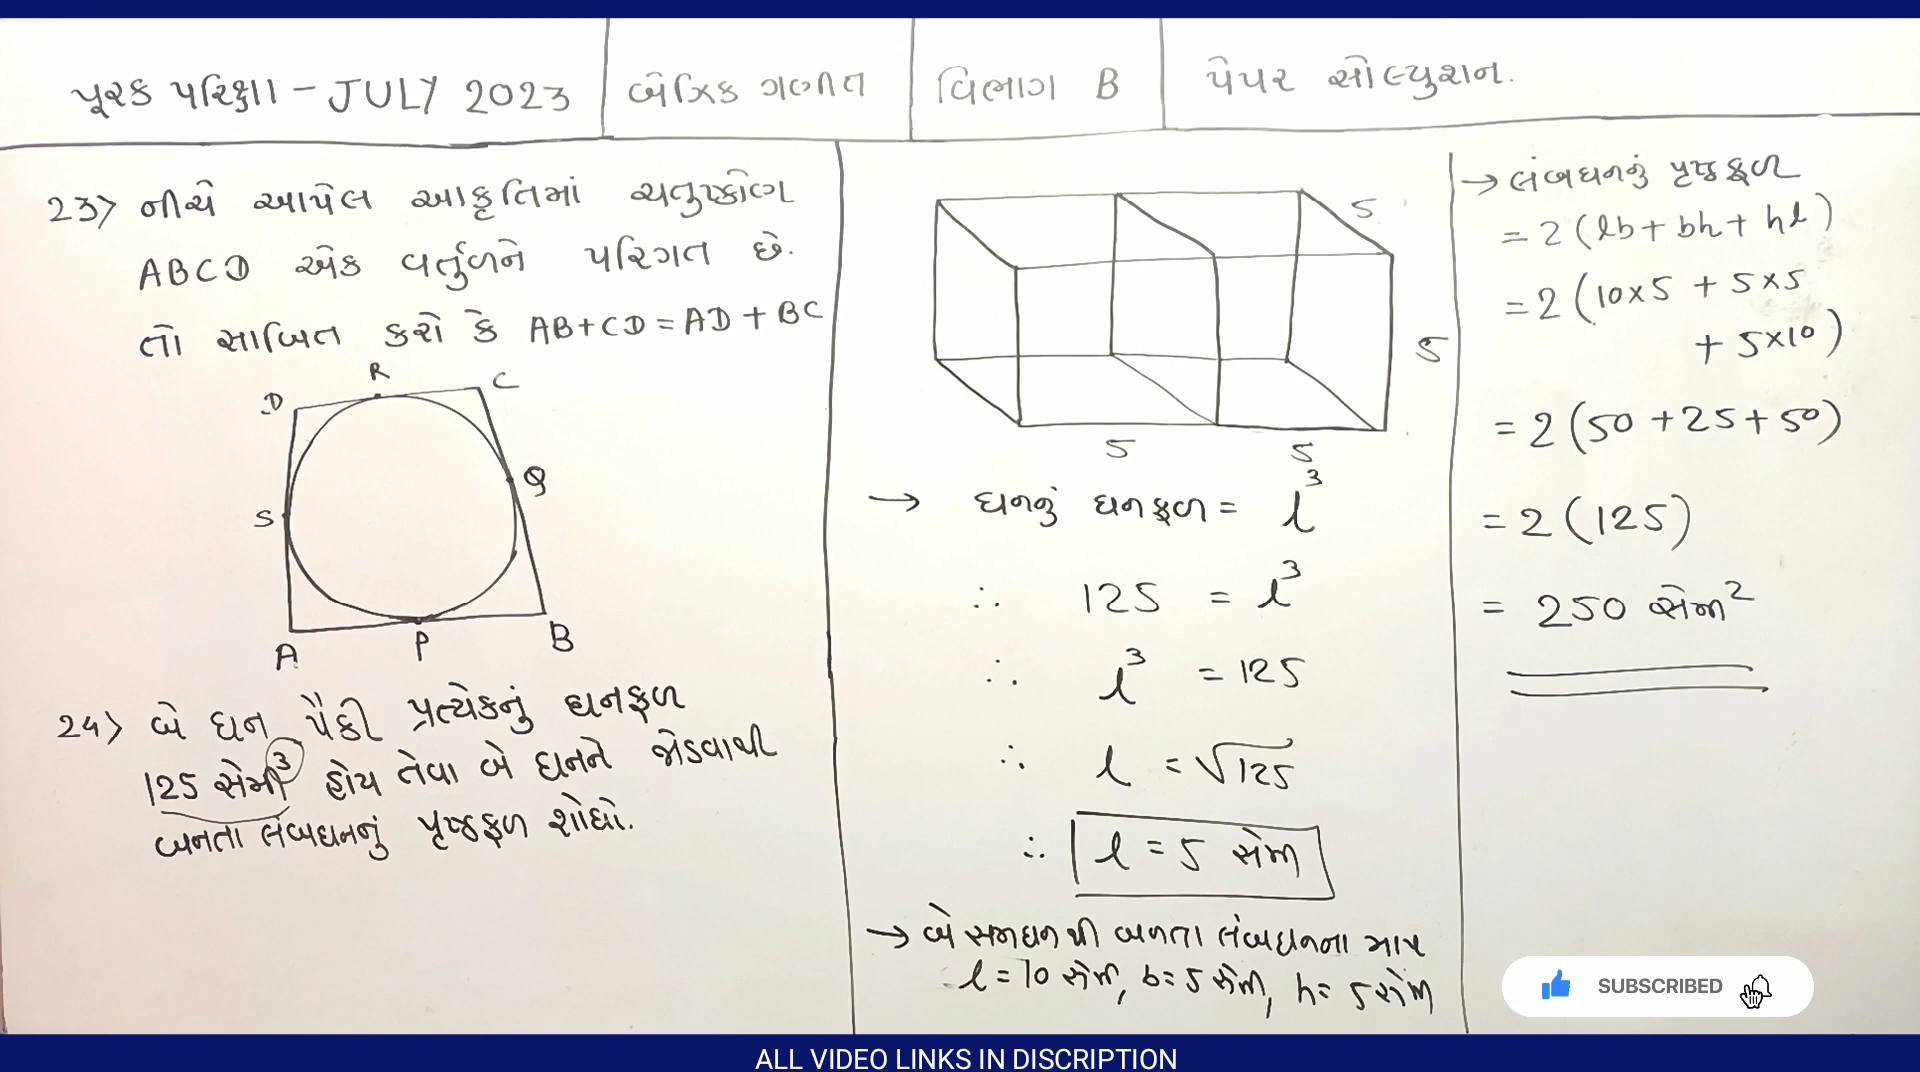 પૂરક પરિક્ષા - JULY 2023
બેઝિક ગણીત
વિભાગ B
પેપર સોલ્યુશન.
23) નીચે આપેલ આકૃતિમાં ચતુષ્કોણ
ABCD એક વર્તુળને પરિગત છે.
તો સાબિત કરો કે AB+CD=AD+BC
D R C
S Q
A P B
24) બે ઘન પૈકી પ્રત્યેકનું ઘનફળ
125 સેમી³ હોય તેવા બે ઘનને જોડવાથી
બનતા લંબઘનનું પૃષ્ઠફળ શોધો.
5
5
5 5
→ ઘનનું ઘનફળ = l³
∴ 125 = l³
∴ l³ = 125
∴ l = √125
∴ l = 5 સેમી
→ બે સમઘન થી બનતા લંબઘનના માપ
l = 10 સેમી, b = 5 સેમી, h = 5 સેમી
→ લંબઘનનું પૃષ્ઠફળ
= 2 (lb + bh + hl)
= 2 (10×5 + 5×5
+ 5×10)
= 2 (50 + 25 + 50)
= 2 (125)
= 250 સેમી²
SUBSCRIBED
ALL VIDEO LINKS IN DISCRIPTION